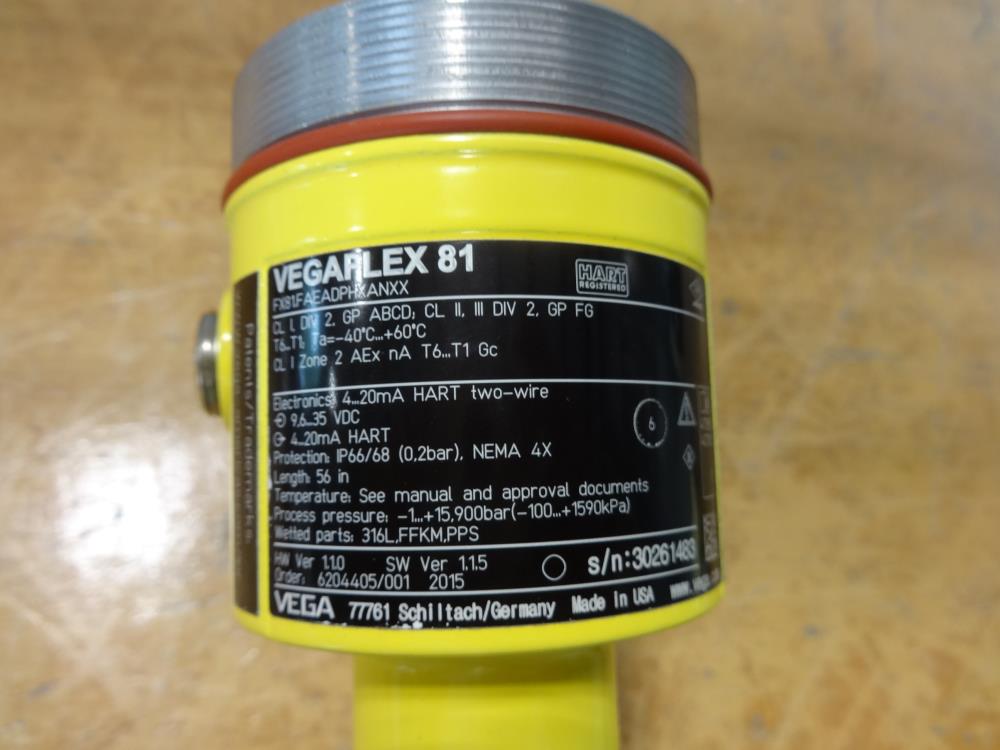 VEGAFLEX 81
FX81.FAEADPHXANXX
HART
REGISTERED
CL I, DIV 2, GP ABCD; CL II, III DIV 2, GP FG
T6...T1; Ta=-40°C...+60°C
CL I Zone 2 AEx nA T6...T1 Gc
Electronics: 4...20mA HART two-wire
9,6...35 VDC
4...20mA HART
6
Protection: IP66/68 (0,2bar), NEMA 4X
Length: 56 in
Temperature: See manual and approval documents
Process pressure: -1...+15,900bar(-100...+1590kPa)
Wetted parts: 316L,FFKM,PPS
HW Ver 1.1.0 SW Ver 1.1.5
s/n:30261483
Order: 6204405/001 2015
VEGA 77761 Schiltach/Germany Made in USA www.
Patents/Trademarks: